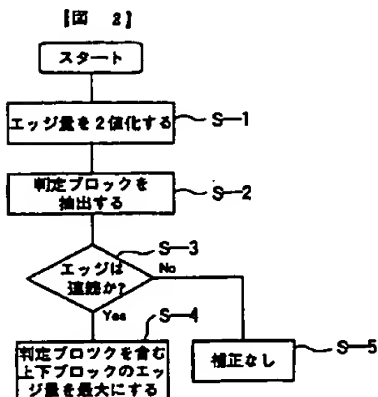 【図 2】
スタート
エッジ量を2値化する
S—1
判定ブロックを
抽出する
S—2
エッジは
連続か?
S—3
No
Yes
S—4
判定ブロツクを含む
上下ブロックのエッ
ジ量を最大にする
補正なし
S—5